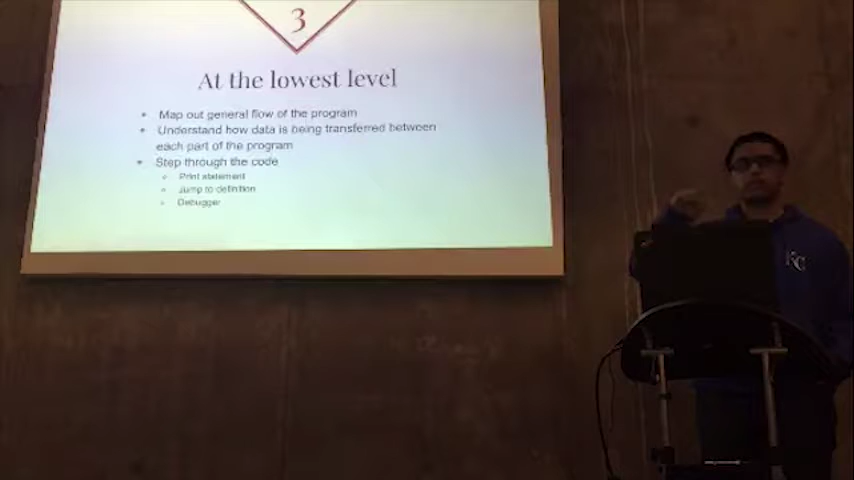 3
At the lowest level
Map out general flow of the program
Understand how data is being transferred between
each part of the program
Step through the code
Print statement
Jump to definition
Debugger
KC